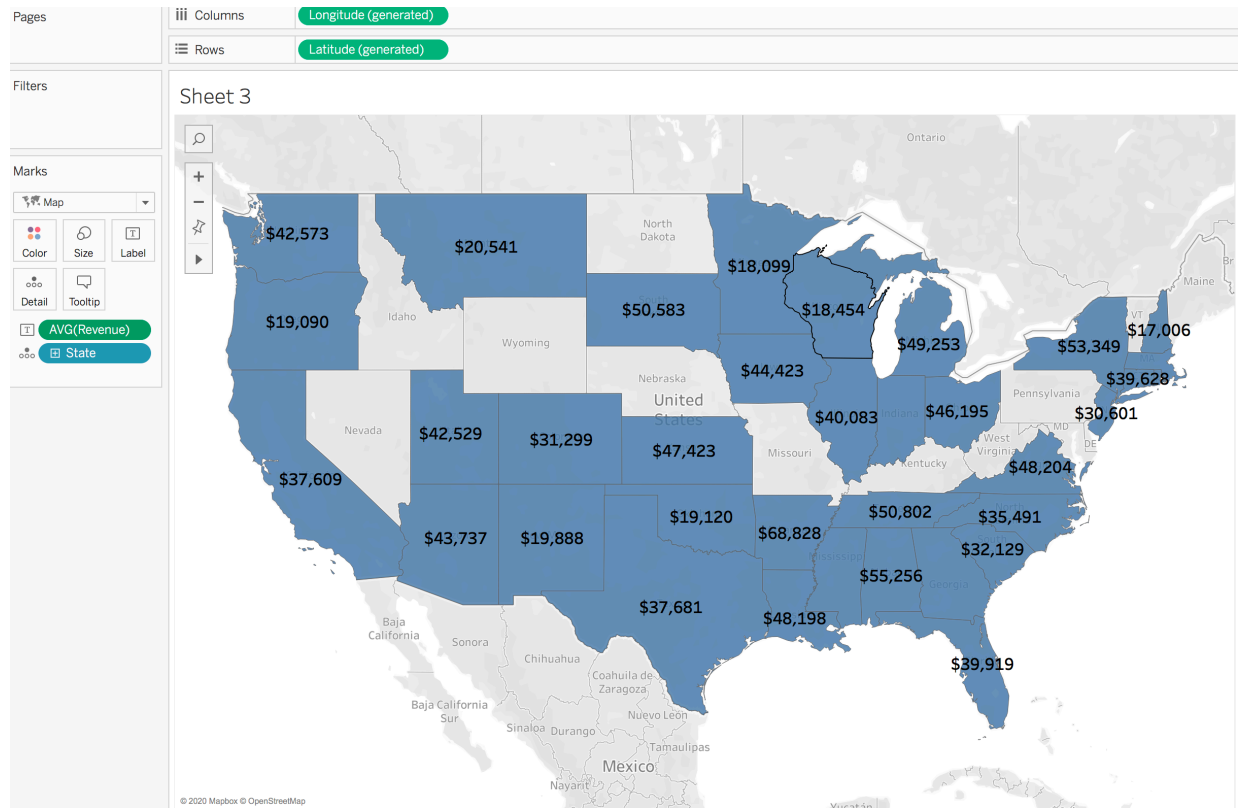 Pages
Columns
Longitude (generated)
Rows
Latitude (generated)
Filters
Sheet 3
Marks
Map
Color
Size
Label
Detail
Tooltip
AVG(Revenue)
State
Ontario
North
Dakota
Maine
Br
VT
Idaho
Wyoming
Nebraska
United
States
Nevada
Missouri
Indiana
Pennsylvania
MD
DE
West
Virginia
Kentucky
Mississippi
Georgia
$42,573
$20,541
$18,099
$18,454
$50,583
$19,090
$49,253
$17,006
$53,349
$39,628
$44,423
$40,083
$46,195
$30,601
$42,529
$31,299
$47,423
$48,204
$37,609
$50,802
$35,491
$43,737
$19,888
$19,120
$68,828
$32,129
$55,256
$37,681
$48,198
$39,919
Baja
California
Sonora
Chihuahua
Coahuila de
Zaragoza
Baja California
Sur
Nuevo León
Sinaloa
Durango
Tamaulipas
Mexico
Nayarit
Yucatán
© 2020 Mapbox © OpenStreetMap